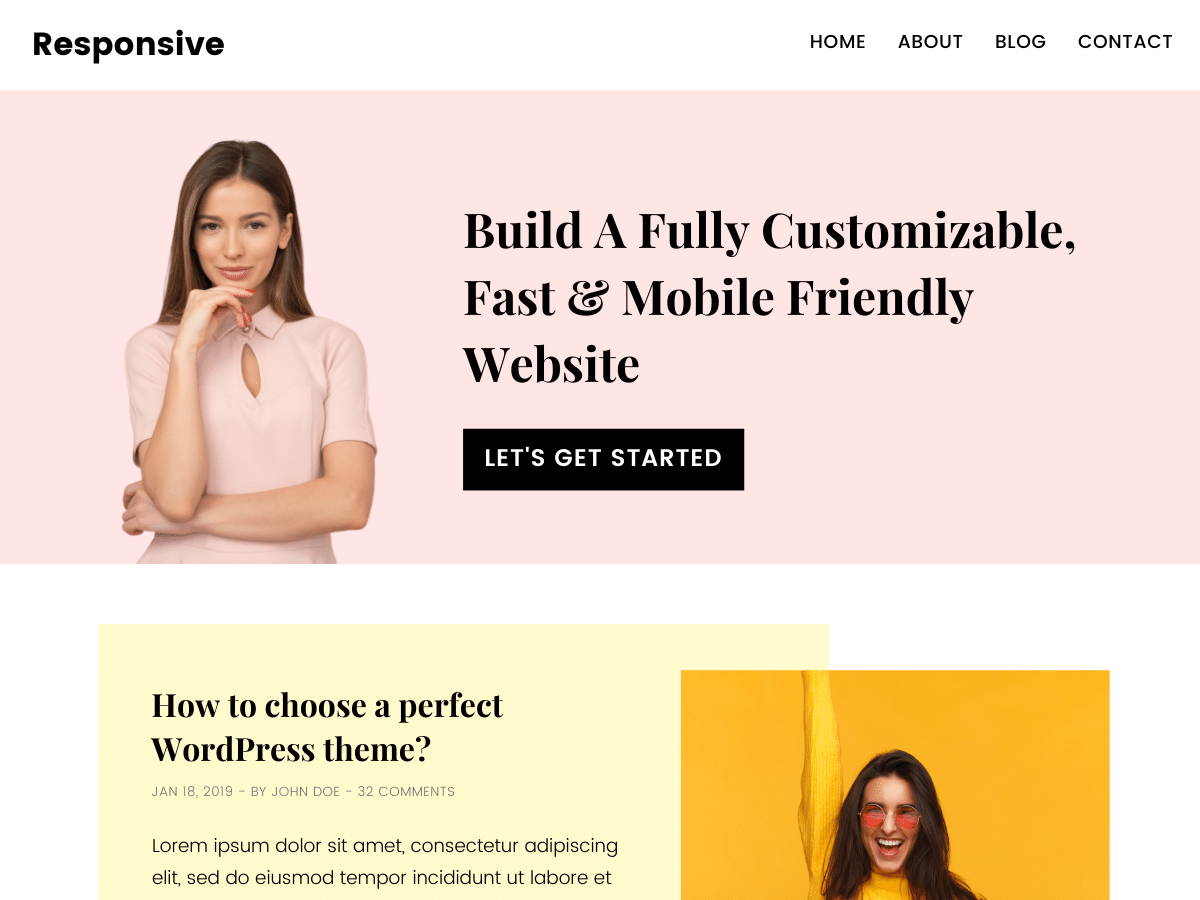 Responsive
HOME ABOUT BLOG CONTACT
Build A Fully Customizable,
Fast & Mobile Friendly
Website
LET'S GET STARTED
How to choose a perfect
WordPress theme?
JAN 18, 2019 - BY JOHN DOE - 32 COMMENTS
Lorem ipsum dolor sit amet, consectetur adipiscing
elit, sed do eiusmod tempor incididunt ut labore et